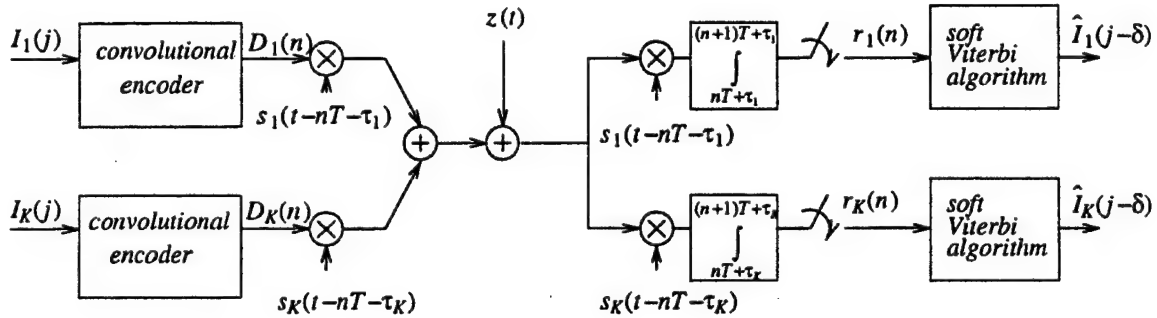 I_1(j)
convolutional
encoder
D_1(n)
s_1(t−nT−τ_1)
z(t)
s_1(t−nT−τ_1)
(n+1)T+τ_1
∫
nT+τ_1
r_1(n)
soft
Viterbi
algorithm
Î_1(j−δ)
I_K(j)
convolutional
encoder
D_K(n)
s_K(t−nT−τ_K)
s_K(t−nT−τ_K)
(n+1)T+τ_K
∫
nT+τ_K
r_K(n)
soft
Viterbi
algorithm
Î_K(j−δ)